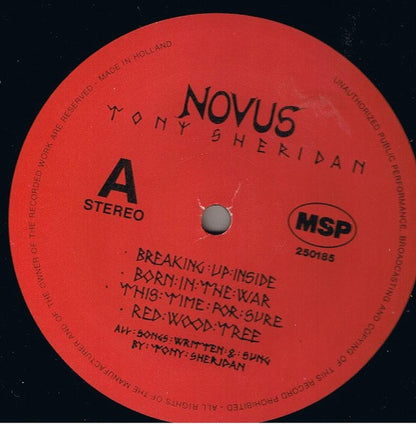 NOVUS
TONY SHERIDAN
A
STEREO
MSP
250185
· BREAKING:UP:INSIDE
· BORN:IN:THE:WAR
· THIS:TIME:FOR:SURE
· RED:WOOD:TREE
ALL:SONGS:WRITTEN:&:SUNG
BY:TONY:SHERIDAN
UNAUTHORIZED PUBLIC PERFORMANCE, BROADCASTING AND COPYING OF THIS RECORD PROHIBITED - ALL RIGHTS OF THE MANUFACTURER AND OF THE OWNER OF THE RECORDED WORK ARE RESERVED - MADE IN HOLLAND